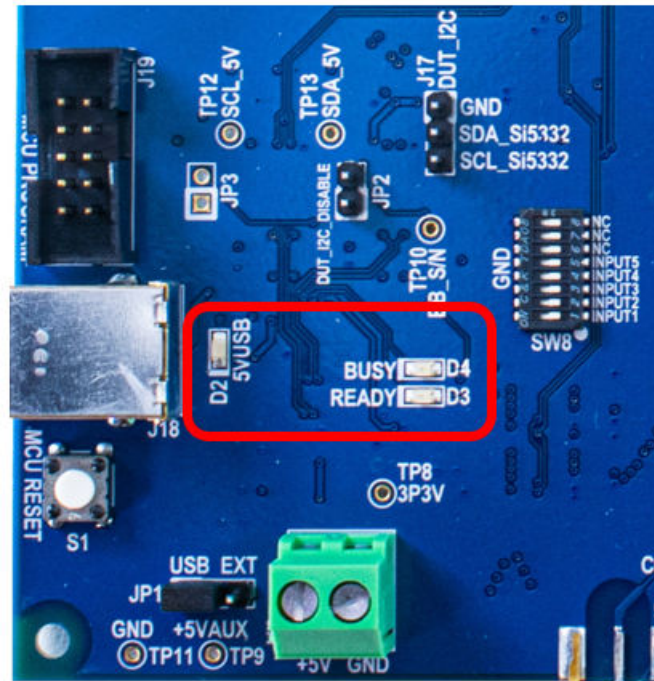 J19
TP12
SCL_5V
TP13
SDA_5V
J17
DUT_I2C
GND
SDA_Si5332
SCL_Si5332
JP3
DUT_I2C_DISABLE
JP2
TP10
EB_S/N
GND
NC
NC
NC
INPUT5
INPUT4
INPUT3
INPUT2
INPUT1
SW8
D2
5VUSB
BUSY D4
READY D3
J18
MCU RESET
S1
TP8
3P3V
USB EXT
JP1
GND +5VAUX
TP11 TP9
+5V GND
C